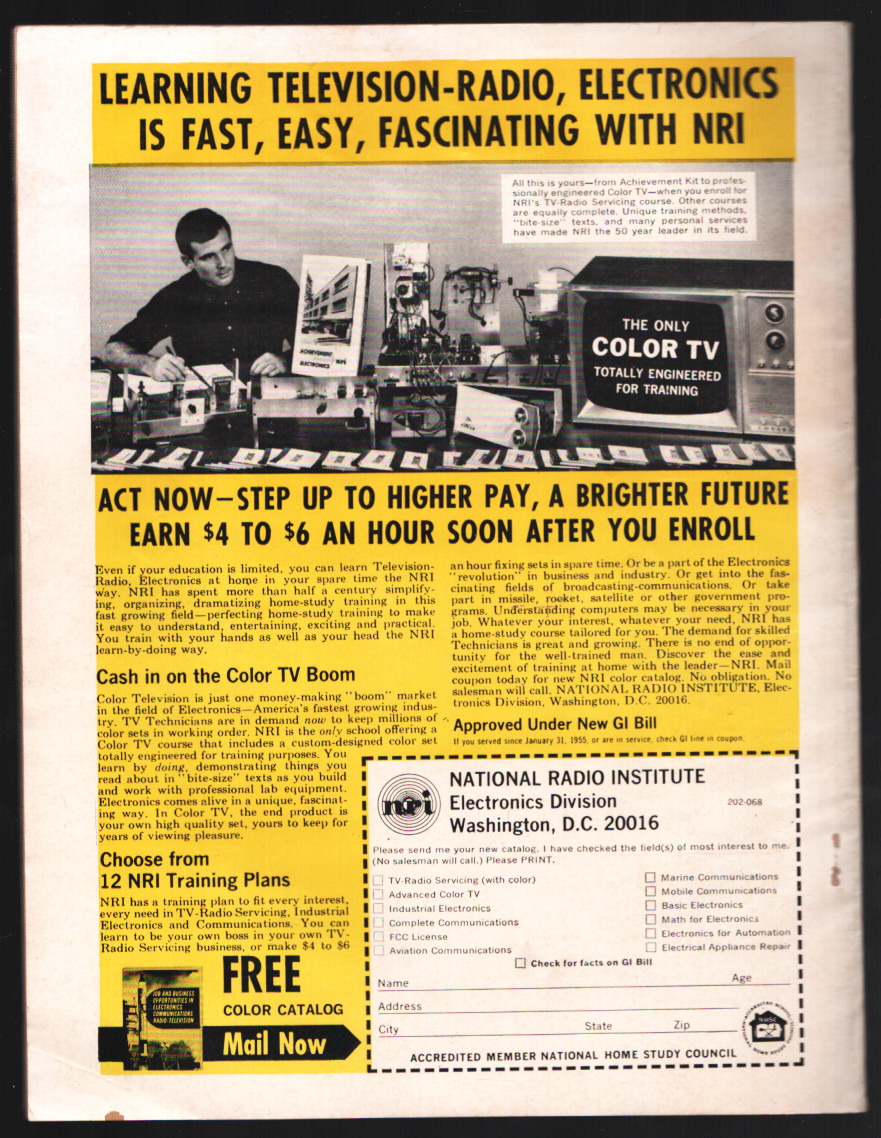 LEARNING TELEVISION-RADIO, ELECTRONICS
IS FAST, EASY, FASCINATING WITH NRI
All this is yours—from Achievement Kit to profes-
sionally engineered Color TV—when you enroll for
NRI's TV-Radio Servicing course. Other courses
are equally complete. Unique training methods,
"bite-size" texts, and many personal services
have made NRI the 50 year leader in its field.
ACHIEVEMENT
ELECTRONICS
nri
THE ONLY
COLOR TV
TOTALLY ENGINEERED
FOR TRAINING
ACT NOW—STEP UP TO HIGHER PAY, A BRIGHTER FUTURE
EARN $4 TO $6 AN HOUR SOON AFTER YOU ENROLL
Even if your education is limited, you can learn Television-
Radio, Electronics at home in your spare time the NRI
way. NRI has spent more than half a century simplify-
ing, organizing, dramatizing home-study training in this
fast growing field—perfecting home-study training to make
it easy to understand, entertaining, exciting and practical.
You train with your hands as well as your head the NRI
learn-by-doing way.
Cash in on the Color TV Boom
Color Television is just one money-making "boom" market
in the field of Electronics—America's fastest growing indus-
try. TV Technicians are in demand now to keep millions of
color sets in working order. NRI is the only school offering a
Color TV course that includes a custom-designed color set
totally engineered for training purposes. You
learn by doing, demonstrating things you
read about in "bite-size" texts as you build
and work with professional lab equipment.
Electronics comes alive in a unique, fascinat-
ing way. In Color TV, the end product is
your own high quality set, yours to keep for
years of viewing pleasure.
Choose from
12 NRI Training Plans
NRI has a training plan to fit every interest,
every need in TV-Radio Servicing, Industrial
Electronics and Communications. You can
learn to be your own boss in your own TV-
Radio Servicing business, or make $4 to $6
an hour fixing sets in spare time. Or be a part of the Electronics
"revolution" in business and industry. Or get into the fas-
cinating fields of broadcasting-communications. Or take
part in missile, rocket, satellite or other government pro-
grams. Understanding computers may be necessary in your
job. Whatever your interest, whatever your need, NRI has
a home-study course tailored for you. The demand for skilled
Technicians is great and growing. There is no end of oppor-
tunity for the well-trained man. Discover the ease and
excitement of training at home with the leader—NRI. Mail
coupon today for new NRI color catalog. No obligation. No
salesman will call. NATIONAL RADIO INSTITUTE, Elec-
tronics Division, Washington, D.C. 20016.
Approved Under New GI Bill
If you served since January 31, 1955, or are in service, check GI line in coupon.
JOB AND BUSINESS
OPPORTUNITIES IN
ELECTRONICS
COMMUNICATIONS
RADIO TELEVISION
FREE
COLOR CATALOG
Mail Now
nri
NATIONAL RADIO INSTITUTE
Electronics Division
202-068
Washington, D.C. 20016
Please send me your new catalog. I have checked the field(s) of most interest to me.
(No salesman will call.) Please PRINT.
TV-Radio Servicing (with color)
Advanced Color TV
Industrial Electronics
Complete Communications
FCC License
Aviation Communications
Marine Communications
Mobile Communications
Basic Electronics
Math for Electronics
Electronics for Automation
Electrical Appliance Repair
Check for facts on GI Bill
Name Age
Address
City State Zip
ACCREDITED MEMBER NATIONAL HOME STUDY COUNCIL